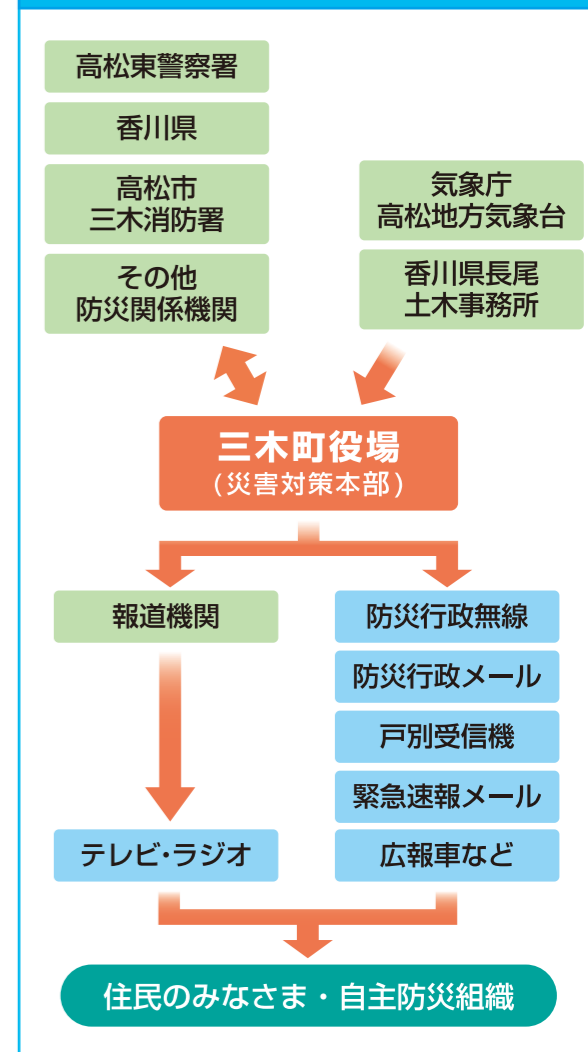 高松東警察署
香川県
高松市
三木消防署
その他
防災関係機関
気象庁
高松地方気象台
香川県長尾
土木事務所
三木町役場
(災害対策本部)
報道機関
テレビ・ラジオ
防災行政無線
防災行政メール
戸別受信機
緊急速報メール
広報車など
住民のみなさま・自主防災組織